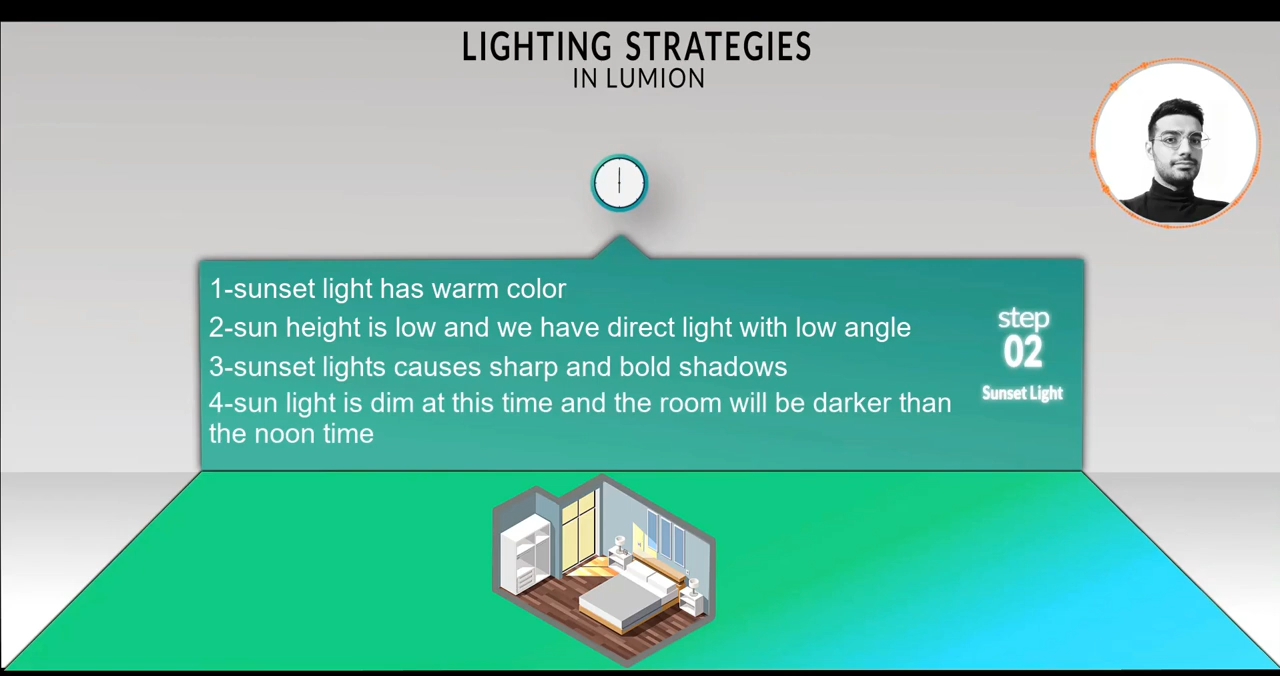 LIGHTING STRATEGIES
IN LUMION
1-sunset light has warm color
2-sun height is low and we have direct light with low angle
3-sunset lights causes sharp and bold shadows
4-sun light is dim at this time and the room will be darker than
the noon time
step
02
Sunset Light